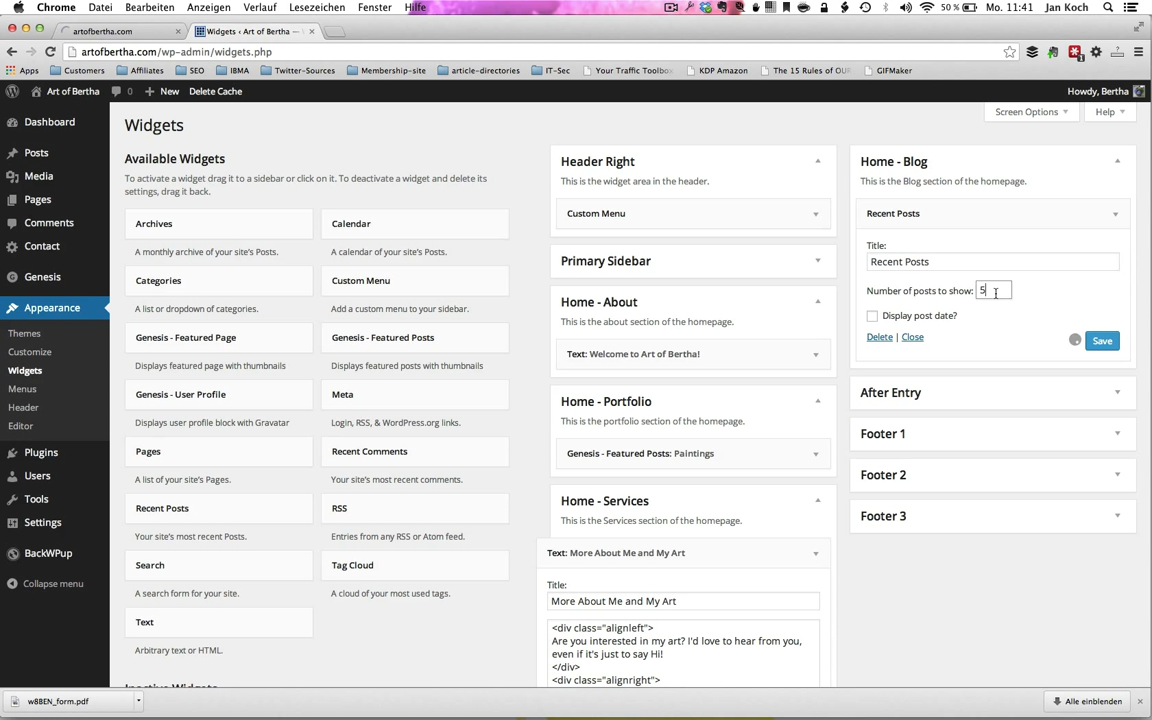 Chrome Datei Bearbeiten Anzeigen Verlauf Lesezeichen Fenster Hilfe 50 % Mo. 11:41 Jan Koch
artofbertha.com Widgets ‹ Art of Bertha —
artofbertha.com/wp-admin/widgets.php
Apps Customers Affiliates SEO IBMA Twitter-Sources Membership-site article-directories IT-Sec Your Traffic Toolbox KDP Amazon The 15 Rules of OUR GIFMaker
Art of Bertha 0 New Delete Cache Howdy, Bertha
Dashboard
Posts
Media
Pages
Comments
Contact
Genesis
Appearance
Themes
Customize
Widgets
Menus
Header
Editor
Plugins
Users
Tools
Settings
BackWPup
Collapse menu
Screen Options Help
Widgets
Available Widgets
To activate a widget drag it to a sidebar or click on it. To deactivate a widget and delete its
settings, drag it back.
Archives Calendar
A monthly archive of your site's Posts. A calendar of your site's Posts.
Categories Custom Menu
A list or dropdown of categories. Add a custom menu to your sidebar.
Genesis - Featured Page Genesis - Featured Posts
Displays featured page with thumbnails Displays featured posts with thumbnails
Genesis - User Profile Meta
Displays user profile block with Gravatar Login, RSS, & WordPress.org links.
Pages Recent Comments
A list of your site's Pages. Your site's most recent comments.
Recent Posts RSS
Your site's most recent Posts. Entries from any RSS or Atom feed.
Search Tag Cloud
A search form for your site. A cloud of your most used tags.
Text
Arbitrary text or HTML.
Inactive Widgets
Header Right
This is the widget area in the header.
Custom Menu
Primary Sidebar
Home - About
This is the about section of the homepage.
Text: Welcome to Art of Bertha!
Home - Portfolio
This is the portfolio section of the homepage.
Genesis - Featured Posts: Paintings
Home - Services
This is the Services section of the homepage.
Text: More About Me and My Art
Title:
More About Me and My Art
<div class="alignleft">
Are you interested in my art? I'd love to hear from you,
even if it's just to say Hi!
</div>
<div class="alignright">
Home - Blog
This is the Blog section of the homepage.
Recent Posts
Title:
Recent Posts
Number of posts to show: 5
Display post date?
Delete | Close Save
After Entry
Footer 1
Footer 2
Footer 3
w8BEN_form.pdf Alle einblenden